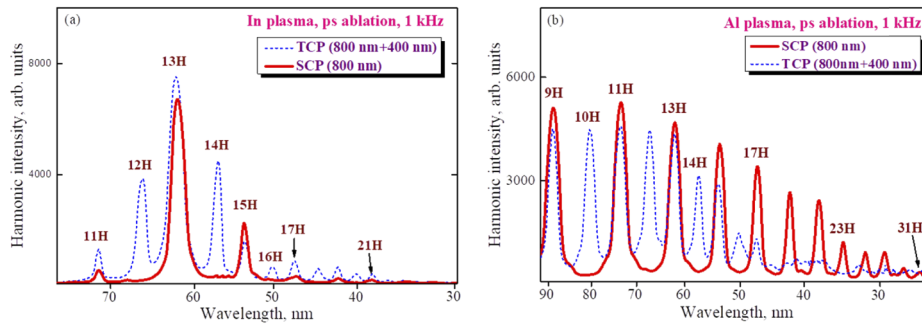 (a)
In plasma, ps ablation, 1 kHz
TCP (800 nm+400 nm)
SCP (800 nm)
Harmonic intensity, arb. units
8000
4000
11H
12H
13H
14H
15H
16H
17H
21H
70
60
50
40
30
Wavelength, nm
(b)
Al plasma, ps ablation, 1 kHz
SCP (800 nm)
TCP (800nm+400 nm)
Harmonic intensity, arb. units
6000
3000
0
9H
10H
11H
13H
14H
17H
23H
31H
90
80
70
60
50
40
30
Wavelength, nm